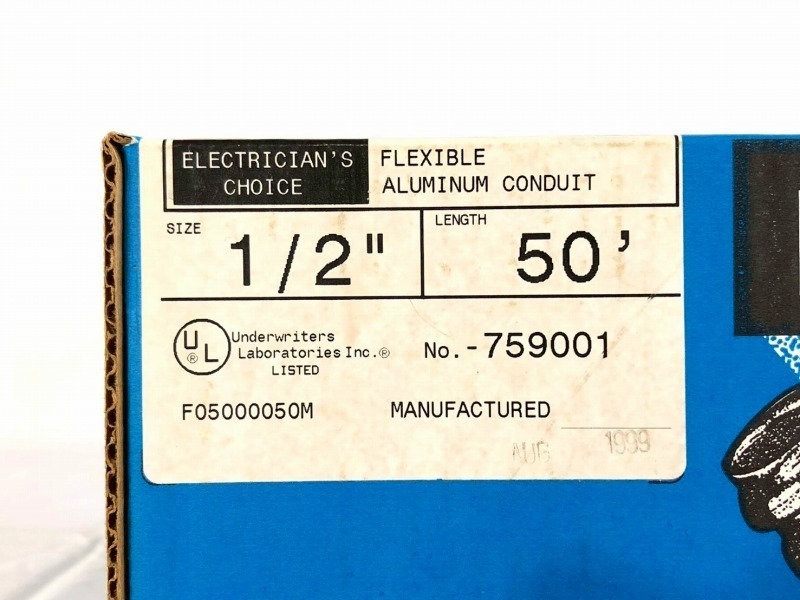 ELECTRICIAN'S CHOICE
FLEXIBLE ALUMINUM CONDUIT
SIZE 1/2"
LENGTH 50'
UL® Underwriters Laboratories Inc.® LISTED
No.-759001
F05000050M
MANUFACTURED
AUG 1999